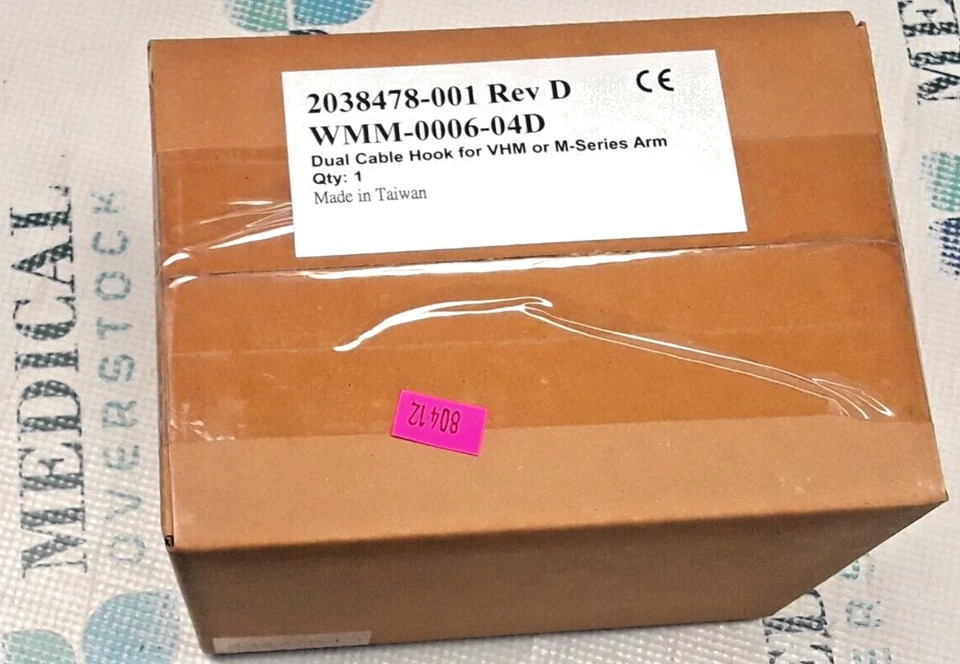 2038478-001 Rev D
CE
WMM-0006-04D
Dual Cable Hook for VHM or M-Series Arm
Qty: 1
Made in Taiwan
80412
MEDICAL
OVERSTOCK